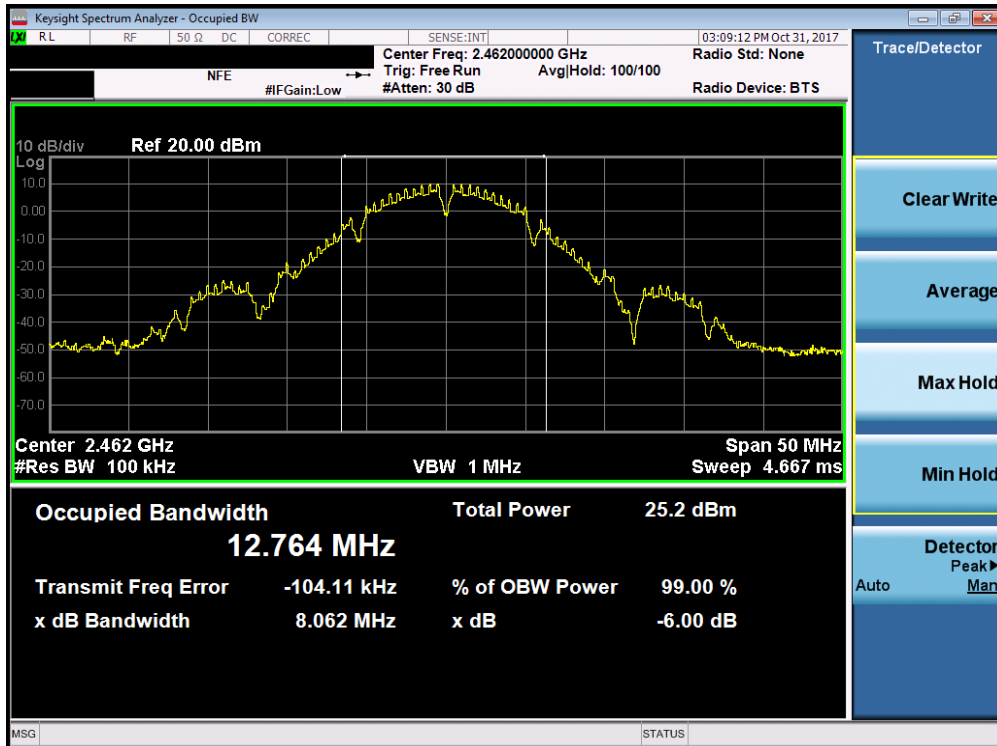 Keysight Spectrum Analyzer - Occupied BW
LXI RL RF 50 Ω DC CORREC SENSE:INT 03:09:12 PM Oct 31, 2017
Center Freq: 2.462000000 GHz Radio Std: None
NFE Trig: Free Run Avg|Hold: 100/100
#IFGain:Low #Atten: 30 dB Radio Device: BTS
10 dB/div Ref 20.00 dBm
Log
10.0
0.00
-10.0
-20.0
-30.0
-40.0
-50.0
-60.0
-70.0
Center 2.462 GHz Span 50 MHz
#Res BW 100 kHz VBW 1 MHz Sweep 4.667 ms
Occupied Bandwidth Total Power 25.2 dBm
12.764 MHz
Transmit Freq Error -104.11 kHz % of OBW Power 99.00 %
x dB Bandwidth 8.062 MHz x dB -6.00 dB
MSG STATUS
Trace/Detector
Clear Write
Average
Max Hold
Min Hold
Detector
Peak▶
Auto Man